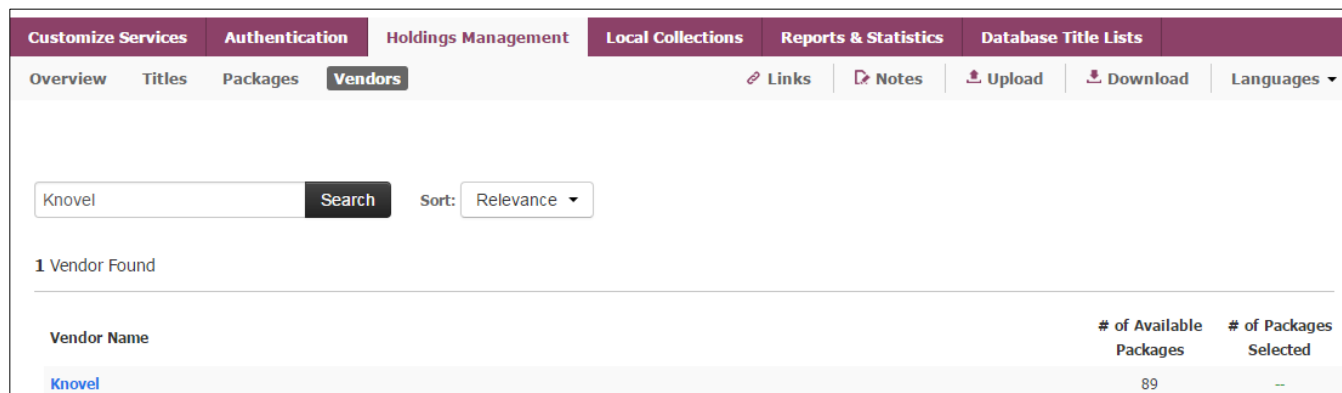 Customize Services Authentication Holdings Management Local Collections Reports & Statistics Database Title Lists
Overview Titles Packages Vendors Links Notes Upload Download Languages
Knovel Search Sort: Relevance
1 Vendor Found
Vendor Name # of Available Packages # of Packages Selected
Knovel 89 --